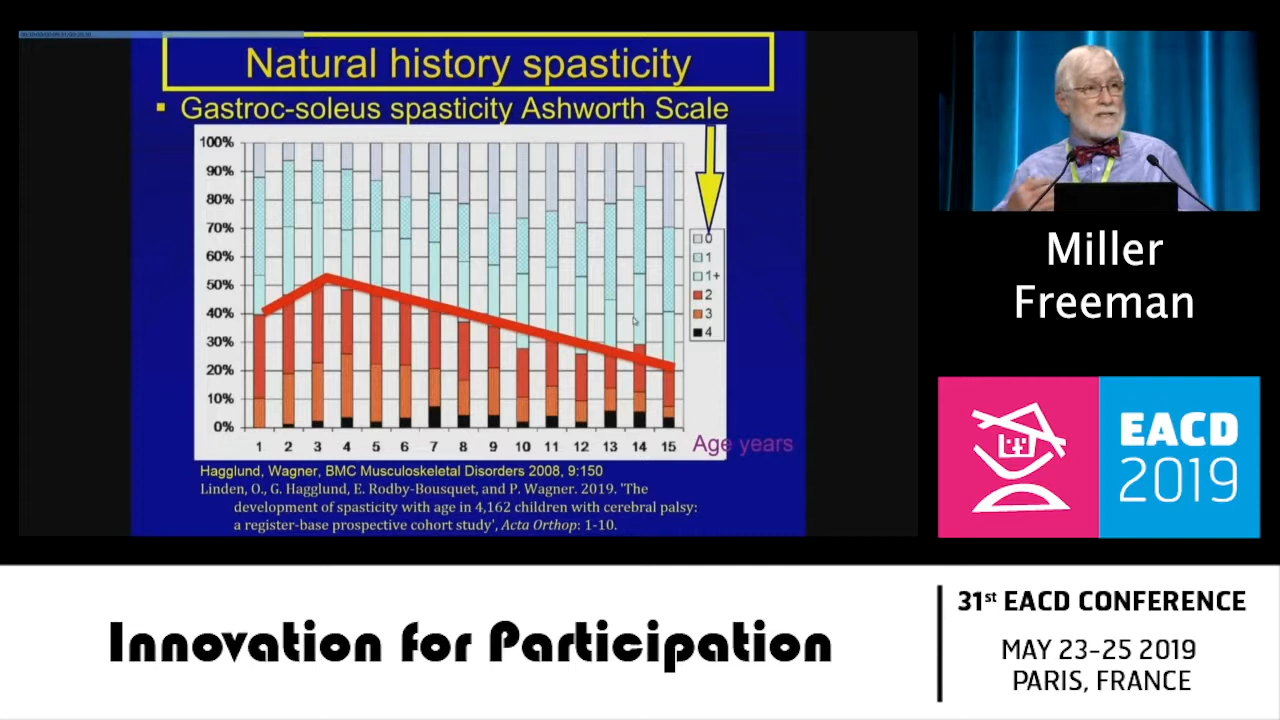 Natural history spasticity
▪ Gastroc-soleus spasticity Ashworth Scale
100%
90%
80%
70%
60%
50%
40%
30%
20%
10%
0%
1 2 3 4 5 6 7 8 9 10 11 12 13 14 15
Age years
0
1
1+
2
3
4
Hagglund, Wagner, BMC Musculoskeletal Disorders 2008, 9:150
Linden, O., G. Hagglund, E. Rodby-Bousquet, and P. Wagner. 2019. 'The
development of spasticity with age in 4,162 children with cerebral palsy:
a register-base prospective cohort study', Acta Orthop: 1-10.
Miller
Freeman
EACD
2019
Innovation for Participation
31st EACD CONFERENCE
MAY 23-25 2019
PARIS, FRANCE